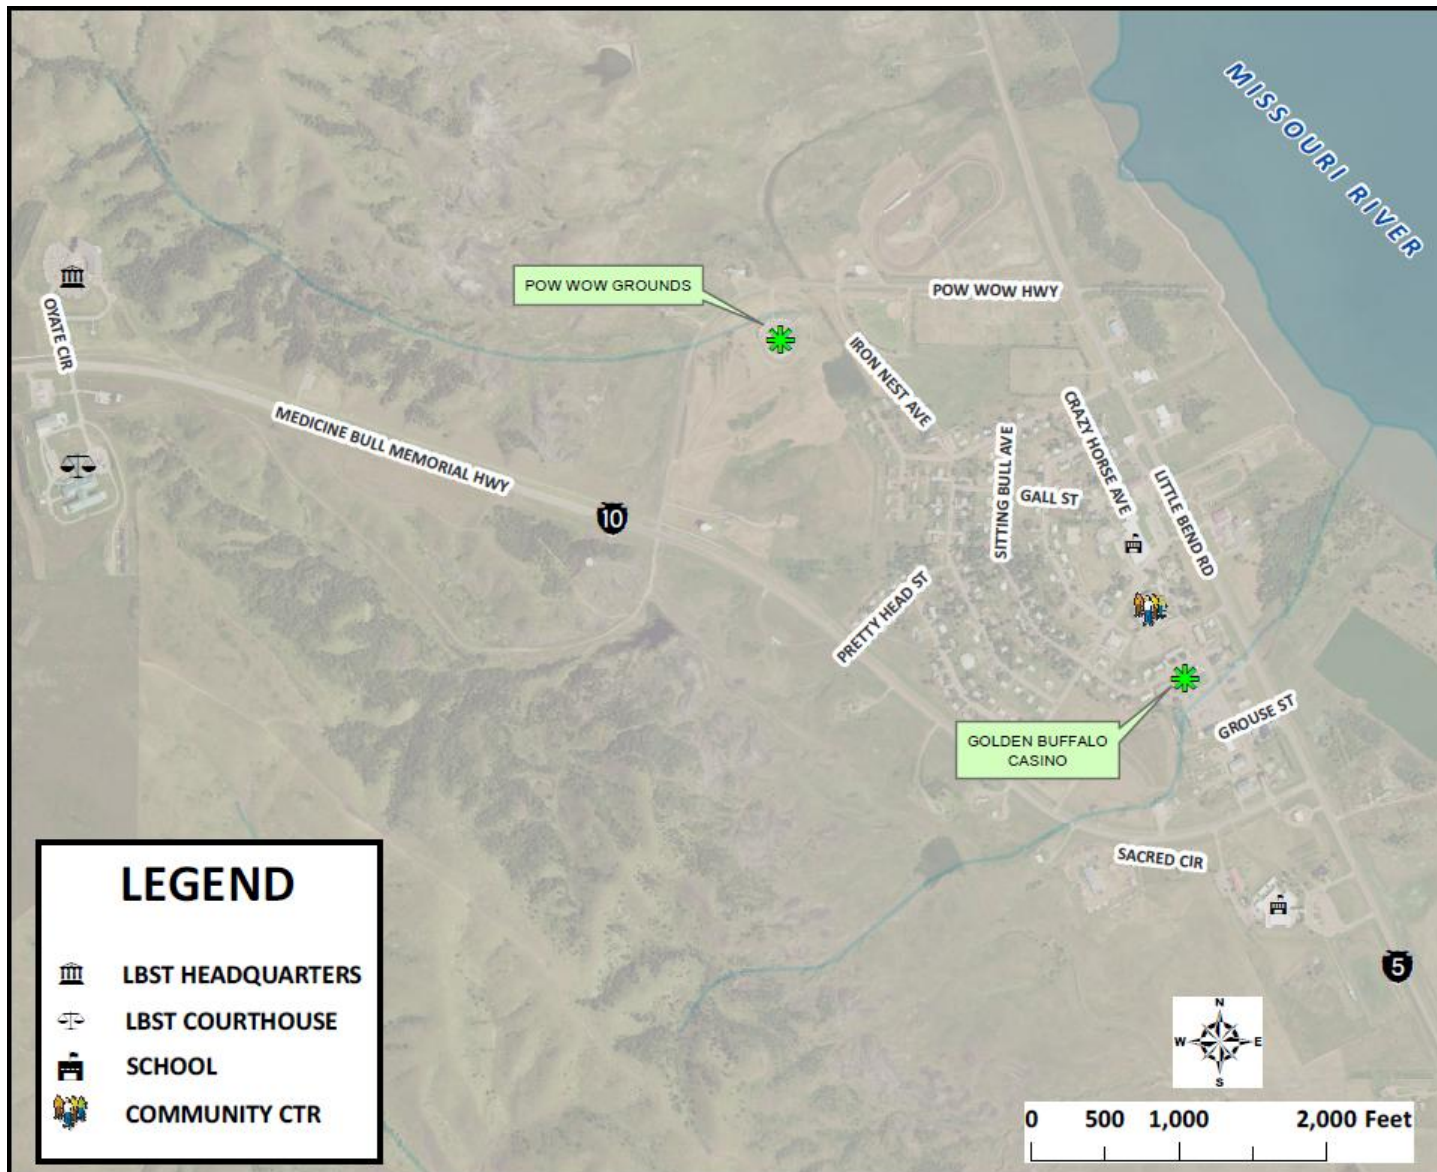 MISSOURI RIVER
POW WOW GROUNDS
POW WOW HWY
OYATE CIR
IRON NEST AVE
MEDICINE BULL MEMORIAL HWY
CRAZY HORSE AVE
SITTING BULL AVE
GALL ST
LITTLE BEND RD
10
PRETTY HEAD ST
GROUSE ST
GOLDEN BUFFALO
CASINO
SACRED CIR
5
LEGEND
LBST HEADQUARTERS
LBST COURTHOUSE
SCHOOL
COMMUNITY CTR
N
W E
S
0 500 1,000 2,000 Feet